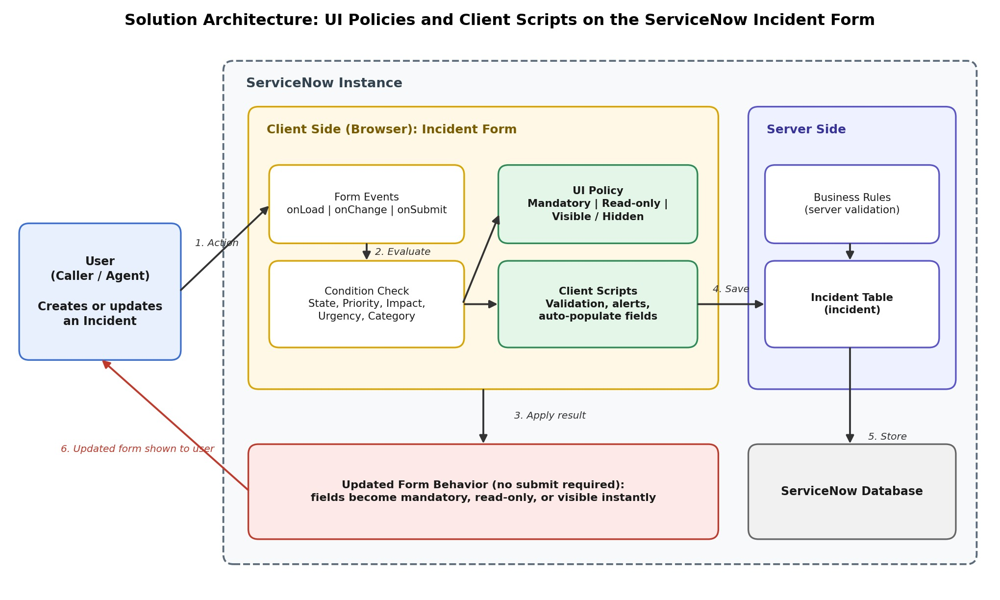 Solution Architecture: UI Policies and Client Scripts on the ServiceNow Incident Form
ServiceNow Instance
Client Side (Browser): Incident Form
Server Side
Form Events
onLoad | onChange | onSubmit
UI Policy
Mandatory | Read-only |
Visible / Hidden
Business Rules
(server validation)
1. Action
2. Evaluate
User
(Caller / Agent)
Creates or updates
an Incident
Condition Check
State, Priority, Impact,
Urgency, Category
Client Scripts
Validation, alerts,
auto-populate fields
4. Save
Incident Table
(incident)
3. Apply result
5. Store
6. Updated form shown to user
Updated Form Behavior (no submit required):
fields become mandatory, read-only, or visible instantly
ServiceNow Database